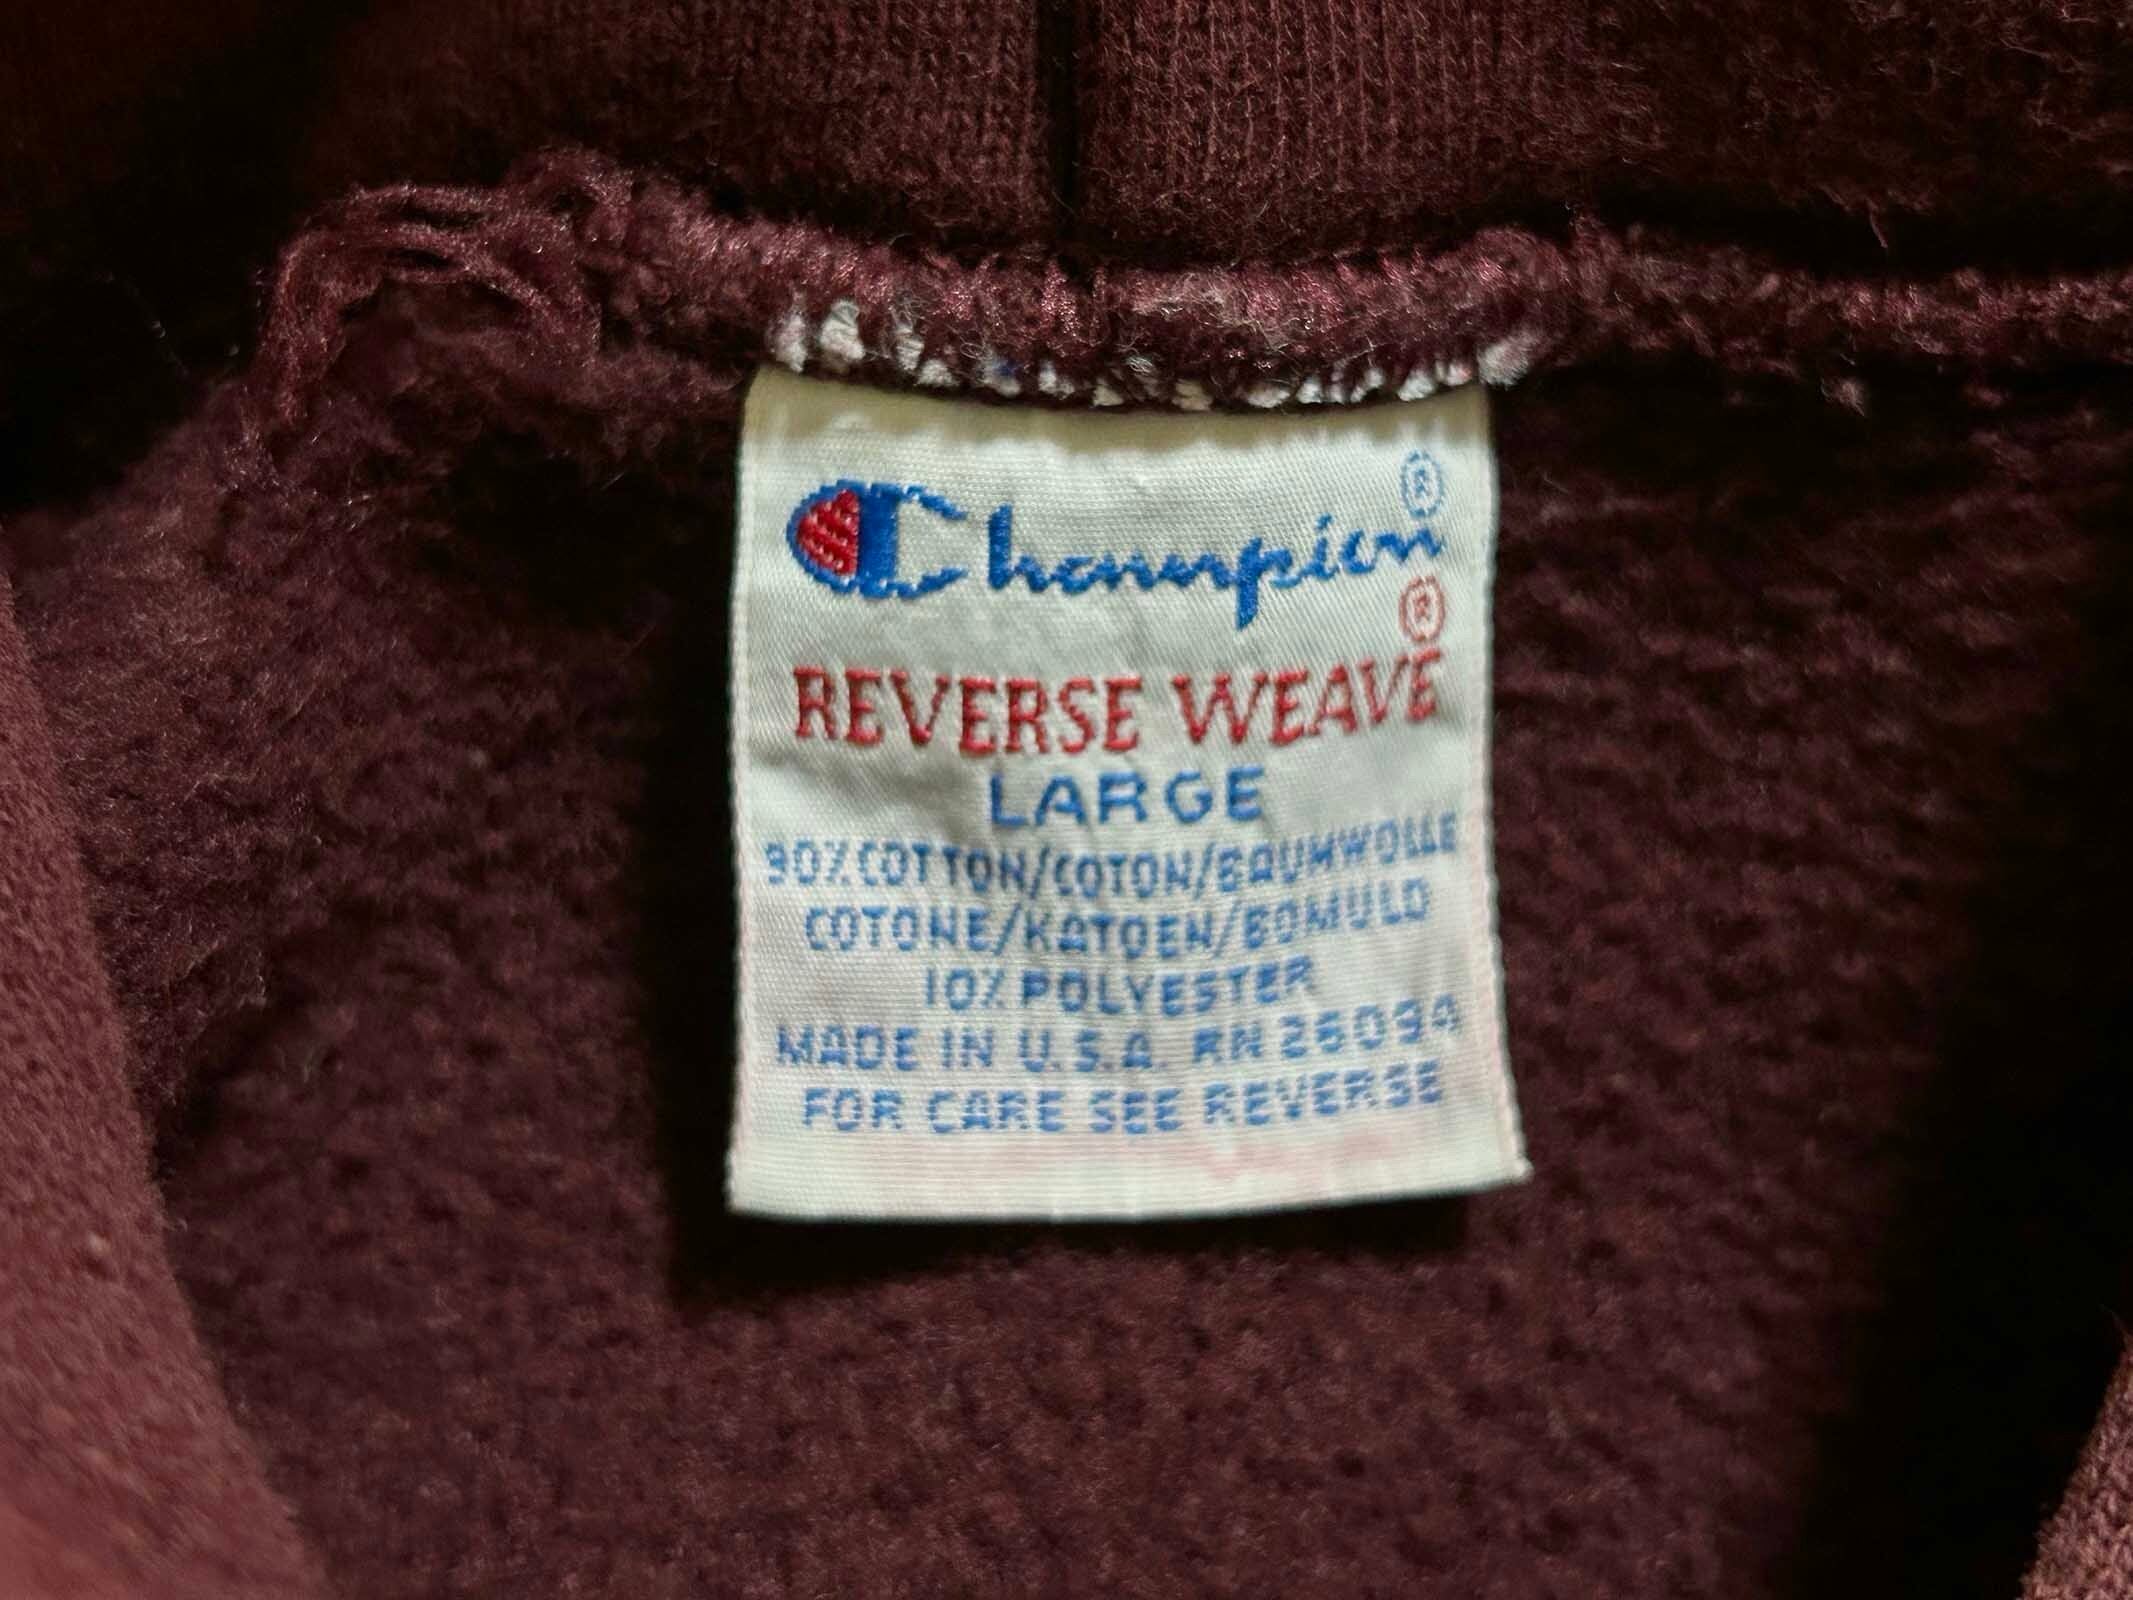 Champion®
REVERSE WEAVE®
LARGE
90% COTTON/COTON/BAUMWOLLE
COTONE/KATOEN/BOMULD
10% POLYESTER
MADE IN U.S.A. RN 26094
FOR CARE SEE REVERSE